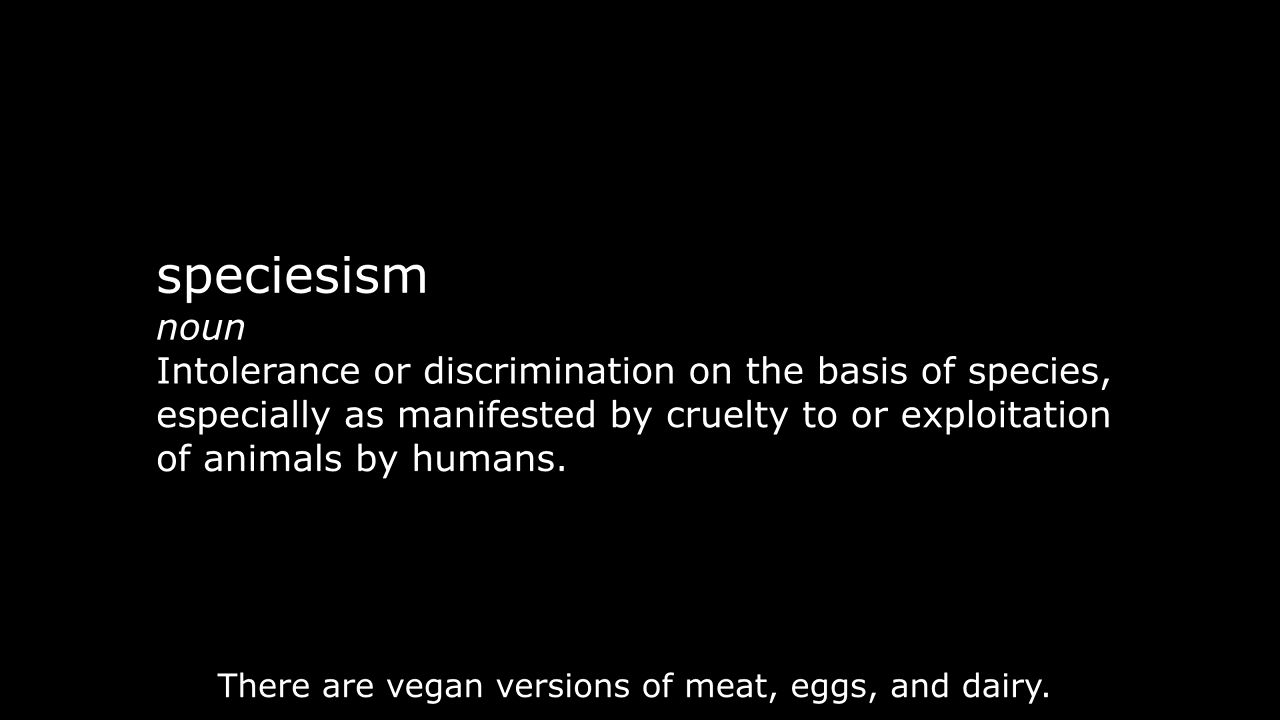 speciesism
noun
Intolerance or discrimination on the basis of species,
especially as manifested by cruelty to or exploitation
of animals by humans.
There are vegan versions of meat, eggs, and dairy.